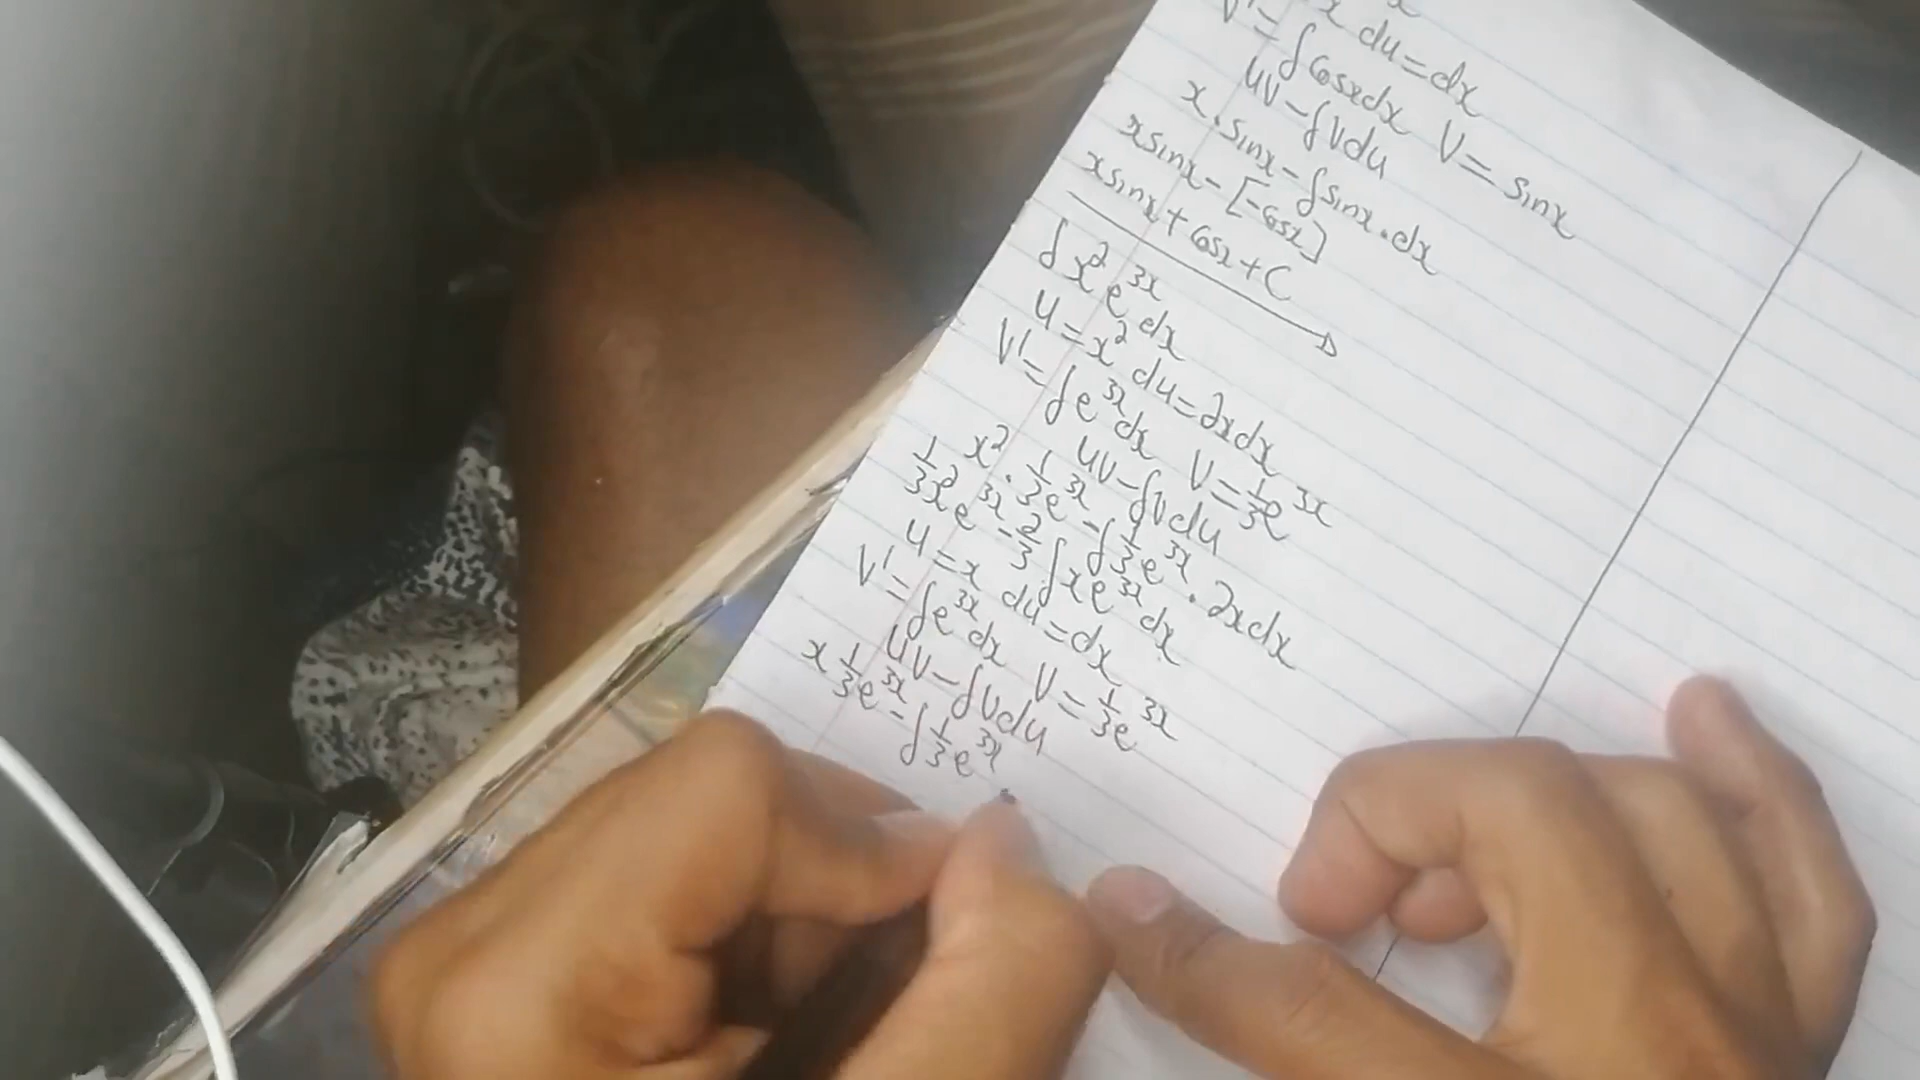 x du = dx
V' = ∫cosxdx V = sinx
UV - ∫Vdu
x · sinx - ∫sinx · dx
xsinx - [-cosx]
xsinx + cosx + C
∫x²e³ˣdx
U = x² du = 2xdx
V' = ∫e³ˣdx V = 1/3e³ˣ
UV - ∫Vdu
x² · 1/3e³ˣ - ∫1/3e³ˣ · 2xdx
1/3x²e³ˣ - 2/3∫xe³ˣdx
U = x du = dx
V' = ∫e³ˣdx V = 1/3e³ˣ
UV - ∫Vdu
x 1/3e³ˣ - ∫1/3e³ˣ